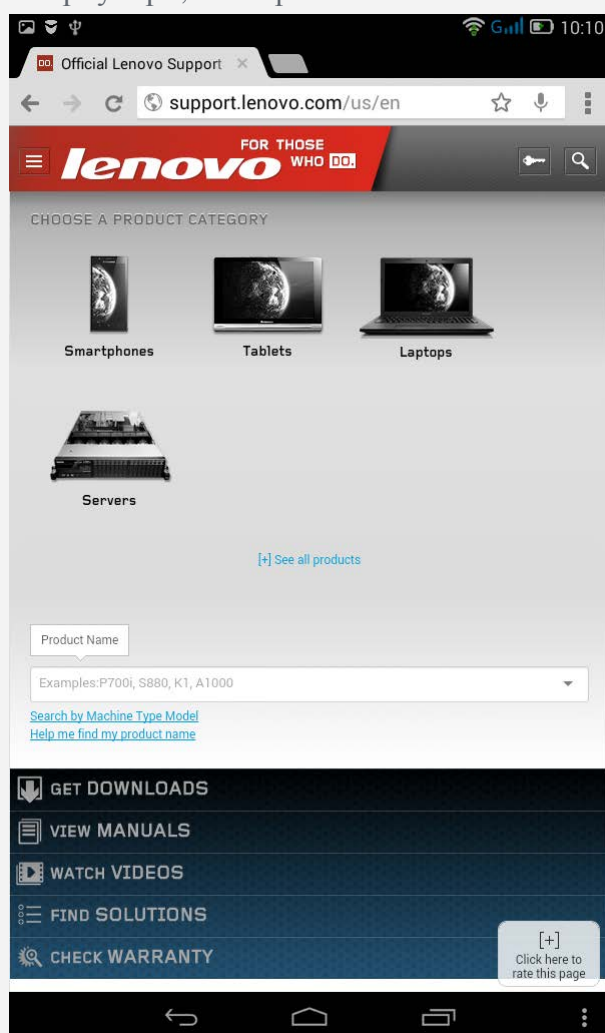 G 10:10
DO. Official Lenovo Support ×
support.lenovo.com/us/en
lenovo FOR THOSE
WHO DO.
CHOOSE A PRODUCT CATEGORY
Smartphones Tablets Laptops
Servers
[+] See all products
Product Name
Examples:P700i, S880, K1, A1000
Search by Machine Type Model
Help me find my product name
GET DOWNLOADS
VIEW MANUALS
WATCH VIDEOS
FIND SOLUTIONS
CHECK WARRANTY
[+]
Click here to
rate this page